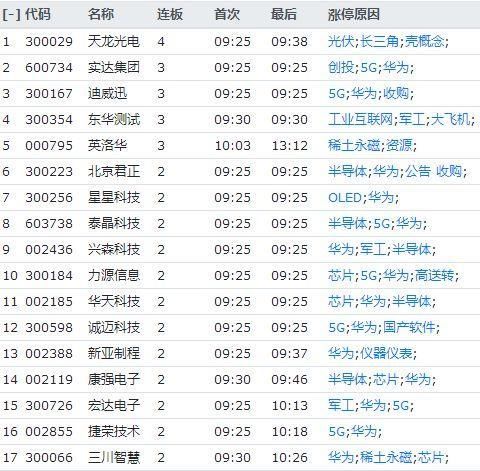 [-] 代码 名称 连板 首次 最后 涨停原因
1 300029 天龙光电 4 09:25 09:38 光伏;长三角;壳概念;
2 600734 实达集团 3 09:25 09:25 创投;5G;华为;
3 300167 迪威迅 3 09:25 09:25 5G;华为;收购;
4 300354 东华测试 3 09:30 09:30 工业互联网;军工;大飞机;
5 000795 英洛华 3 10:03 13:12 稀土永磁;资源;
6 300223 北京君正 2 09:25 09:25 半导体;华为;公告 收购;
7 300256 星星科技 2 09:25 09:25 OLED;华为;
8 603738 泰晶科技 2 09:25 09:25 半导体;5G;华为;
9 002436 兴森科技 2 09:25 09:25 华为;军工;半导体;
10 300184 力源信息 2 09:25 09:25 芯片;5G;华为;高送转;
11 002185 华天科技 2 09:25 09:25 芯片;华为;半导体;
12 300598 诚迈科技 2 09:25 09:25 5G;华为;国产软件;
13 002388 新亚制程 2 09:25 09:37 华为;仪器仪表;
14 002119 康强电子 2 09:30 09:46 半导体;芯片;华为;
15 300726 宏达电子 2 09:25 10:13 军工;华为;5G;
16 002855 捷荣技术 2 09:25 10:18 5G;华为;
17 300066 三川智慧 2 09:30 10:26 华为;稀土永磁;芯片;